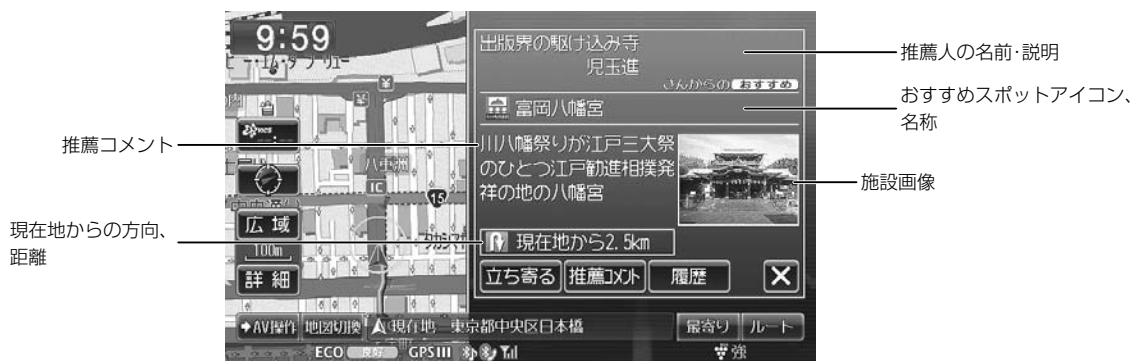 9:59
VICS
八重洲
IC
15
広域
100m
詳細
AV操作
地図切換
現在地 東京都中央区日本橋
最寄り
ルート
ECO 良好
GPSIII
強
出版界の駆け込み寺
児玉進
さんからの おすすめ
富岡八幡宮
川八幡祭りが江戸三大祭
のひとつ江戸勧進相撲発
祥の地の八幡宮
現在地から2.5km
立ち寄る
推薦コメント
履歴
推薦コメント
現在地からの方向、
距離
推薦人の名前・説明
おすすめスポットアイコン、
名称
施設画像